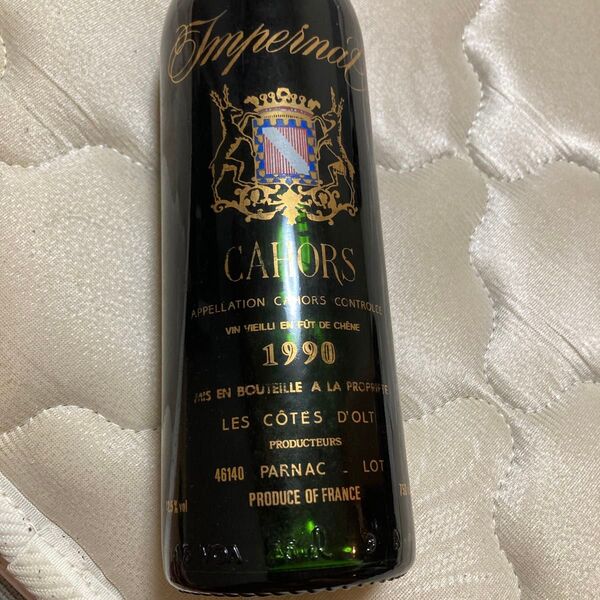 Impernal
CAHORS
APPELLATION CAHORS CONTROLÉE
VIN VIEILLI EN FÛT DE CHÊNE
1990
MIS EN BOUTEILLE A LA PROPRIÉTÉ
LES CÔTES D'OLT
PRODUCTEURS
46140 PARNAC - LOT
PRODUCE OF FRANCE
% vol